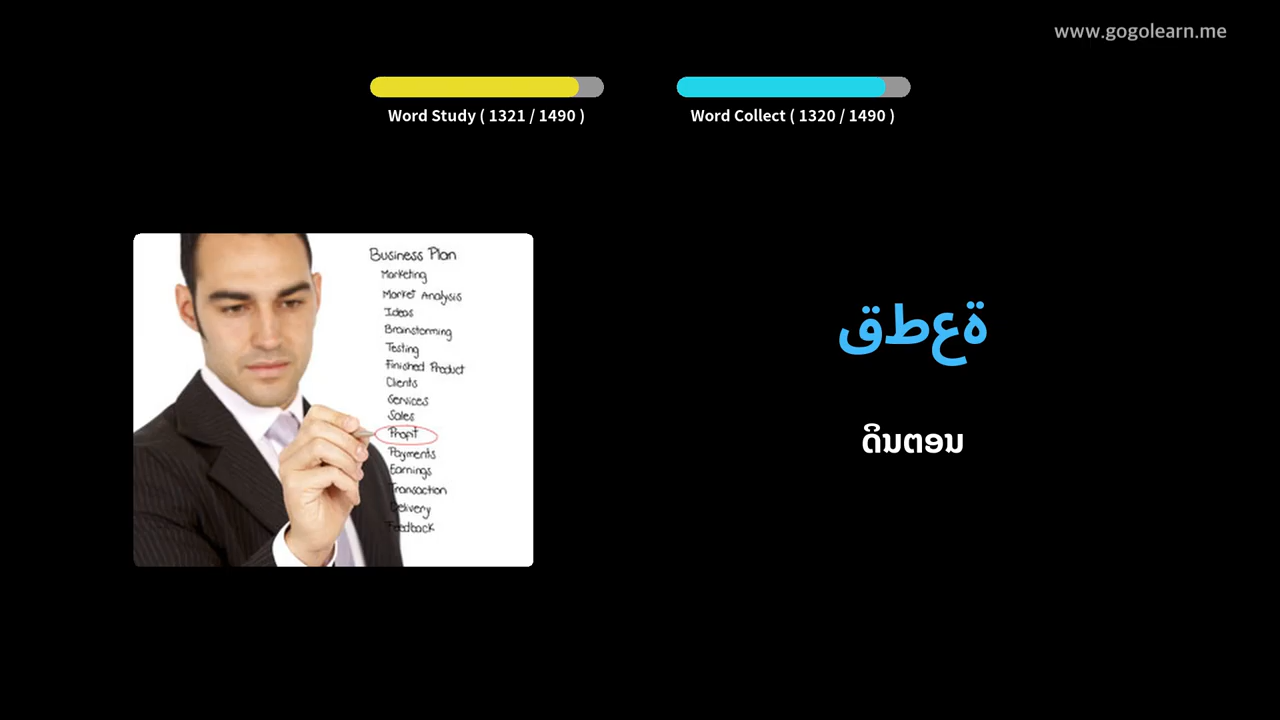 www.gogolearn.me
Word Study ( 1321 / 1490 )
Word Collect ( 1320 / 1490 )
Business Plan
Marketing
Market Analysis
Ideas
Brainstorming
Testing
Finished Product
Clients
Services
Sales
Profit
Payments
Earnings
Transaction
Delivery
Feedback
ةعطق
ດິນຕອນ